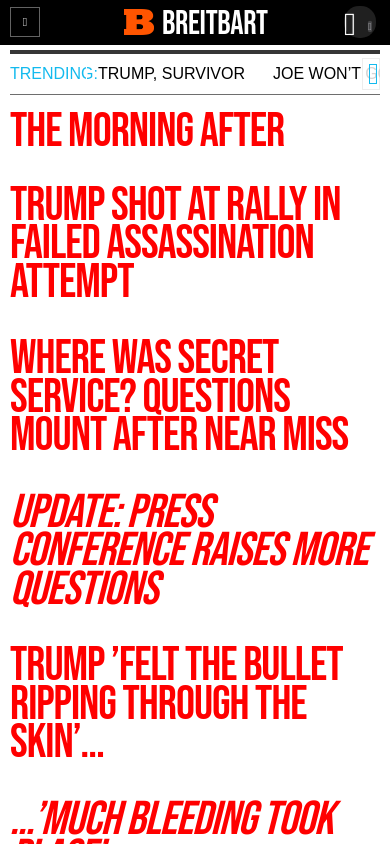 BREITBART
TRENDING: TRUMP, SURVIVOR JOE WON’T
THE MORNING AFTER
TRUMP SHOT AT RALLY IN
FAILED ASSASSINATION
ATTEMPT
WHERE WAS SECRET
SERVICE? QUESTIONS
MOUNT AFTER NEAR MISS
UPDATE: PRESS
CONFERENCE RAISES MORE
QUESTIONS
TRUMP ’FELT THE BULLET
RIPPING THROUGH THE
SKIN’…
…’MUCH BLEEDING TOOK